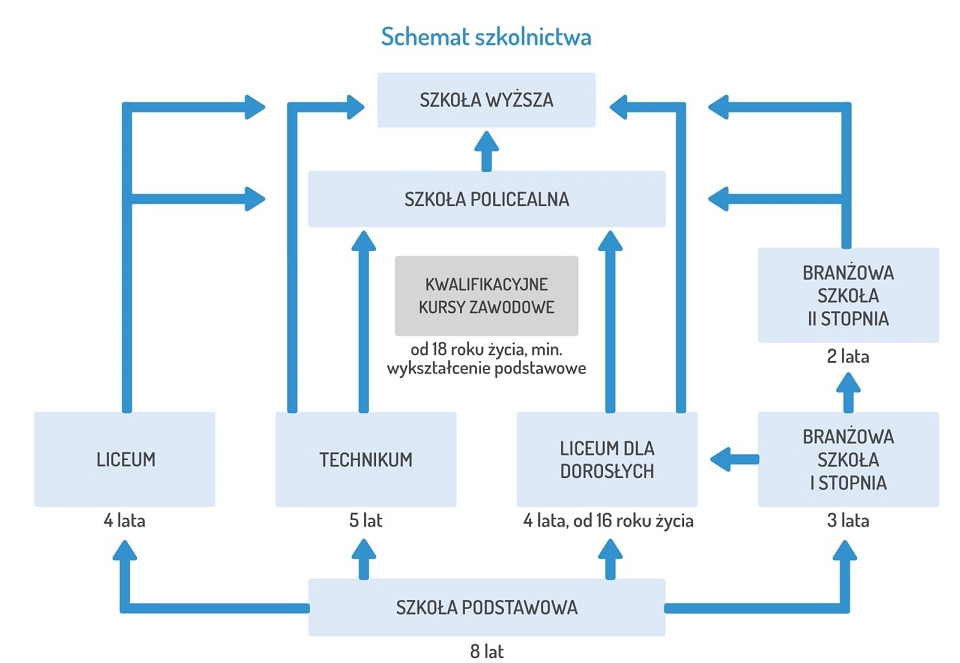 Schemat szkolnictwa
SZKOŁA WYŻSZA
SZKOŁA POLICEALNA
KWALIFIKACYJNE
KURSY ZAWODOWE
od 18 roku życia, min.
wykształcenie podstawowe
BRANŻOWA
SZKOŁA
II STOPNIA
2 lata
LICEUM
4 lata
TECHNIKUM
5 lat
LICEUM DLA
DOROSŁYCH
4 lata, od 16 roku życia
BRANŻOWA
SZKOŁA
I STOPNIA
3 lata
SZKOŁA PODSTAWOWA
8 lat